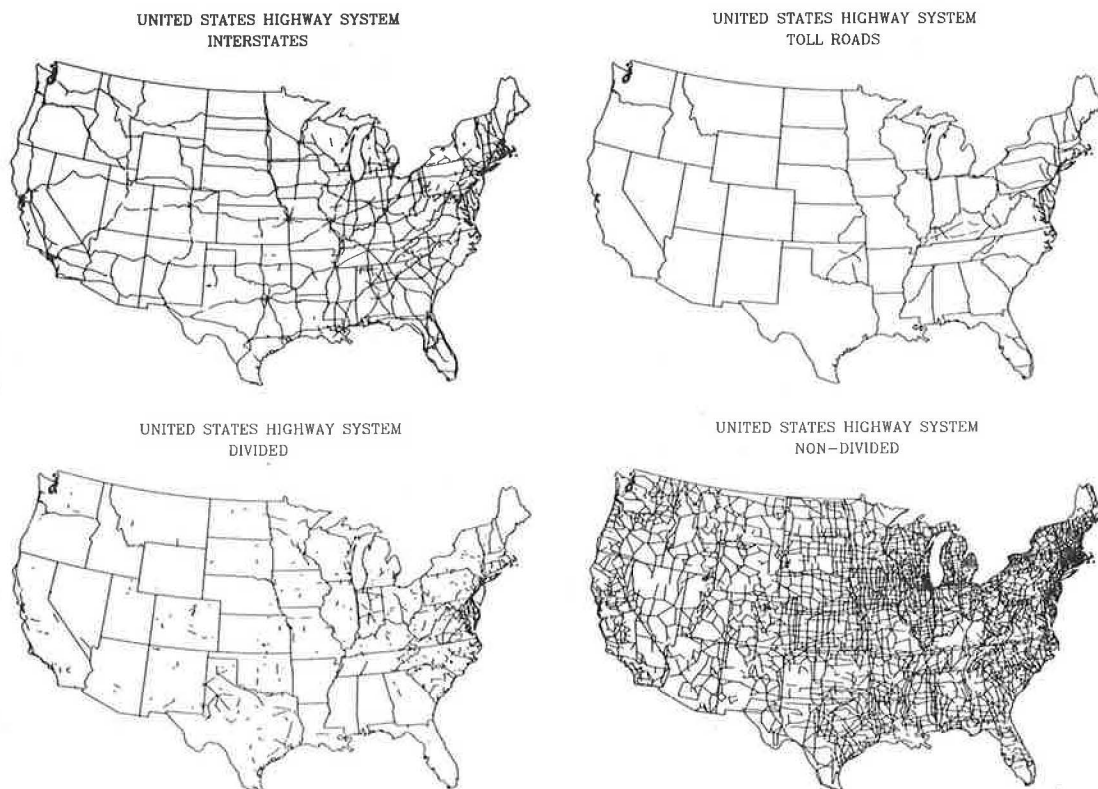 UNITED STATES HIGHWAY SYSTEM
INTERSTATES
UNITED STATES HIGHWAY SYSTEM
TOLL ROADS
UNITED STATES HIGHWAY SYSTEM
DIVIDED
UNITED STATES HIGHWAY SYSTEM
NON-DIVIDED